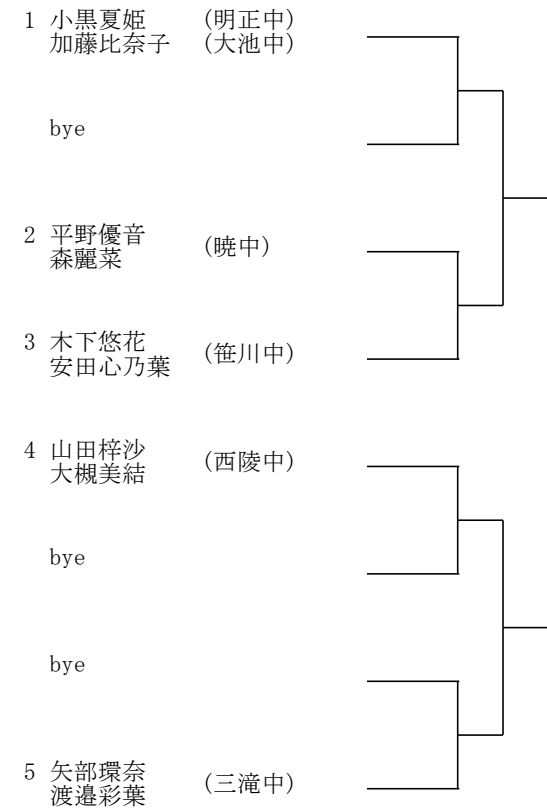 1 小黒夏姫 (明正中)
加藤比奈子 (大池中)
bye
2 平野優音
森麗菜 (暁中)
3 木下悠花
安田心乃葉 (笹川中)
4 山田梓沙
大槻美結 (西陵中)
bye
bye
5 矢部環奈
渡邉彩葉 (三滝中)